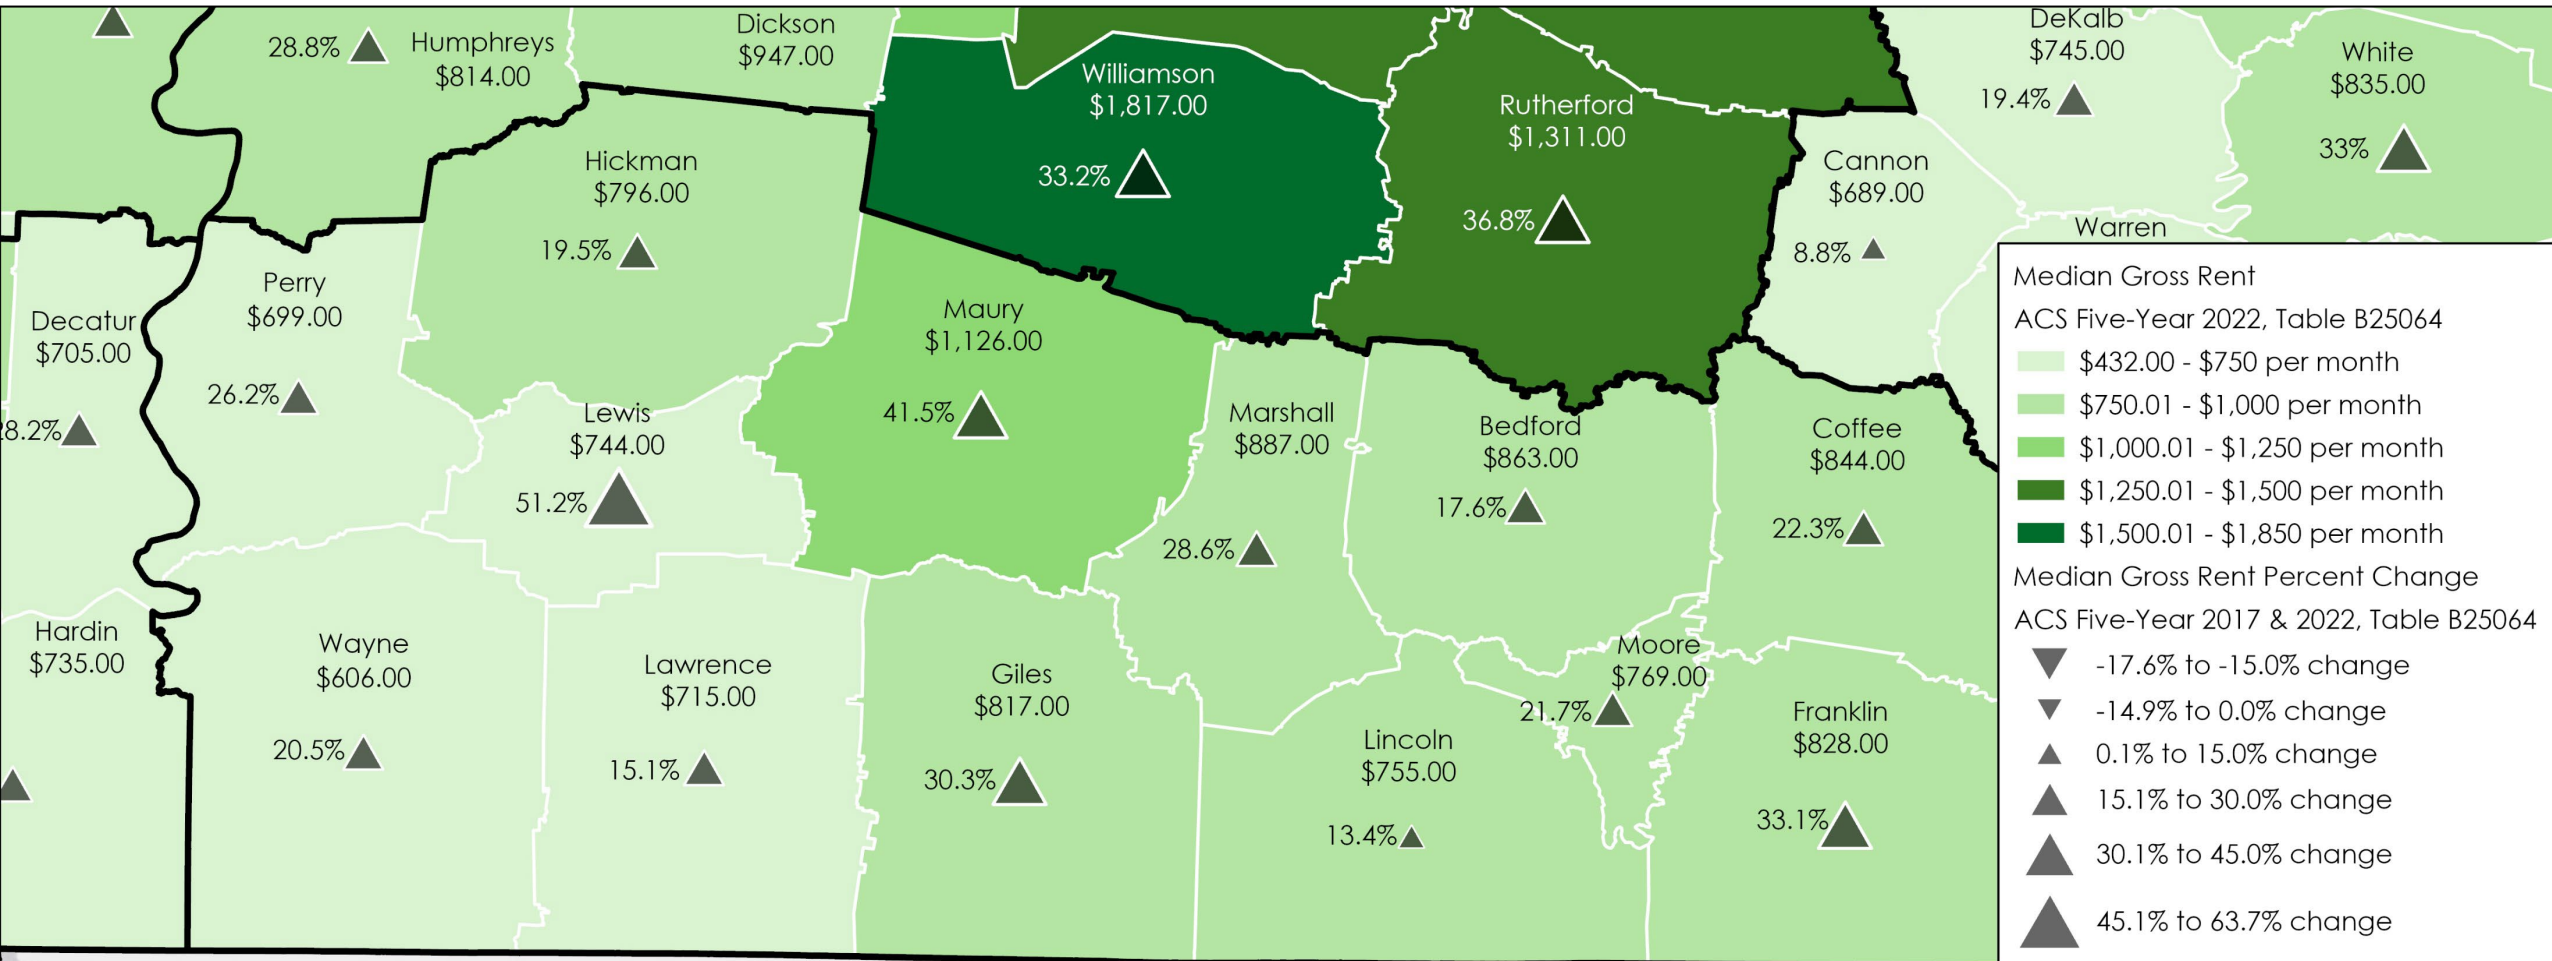 Dickson
$947.00
28.8%
Humphreys
$814.00
Williamson
$1,817.00
33.2%
Rutherford
$1,311.00
36.8%
DeKalb
$745.00
19.4%
White
$835.00
33%
Hickman
$796.00
19.5%
Cannon
$689.00
8.8%
Warren
Perry
$699.00
26.2%
Decatur
$705.00
8.2%
Maury
$1,126.00
41.5%
Lewis
$744.00
51.2%
Marshall
$887.00
28.6%
Bedford
$863.00
17.6%
Coffee
$844.00
22.3%
Hardin
$735.00
Wayne
$606.00
20.5%
Lawrence
$715.00
15.1%
Giles
$817.00
30.3%
Moore
$769.00
21.7%
Lincoln
$755.00
13.4%
Franklin
$828.00
33.1%
Median Gross Rent
ACS Five-Year 2022, Table B25064
$432.00 - $750 per month
$750.01 - $1,000 per month
$1,000.01 - $1,250 per month
$1,250.01 - $1,500 per month
$1,500.01 - $1,850 per month
Median Gross Rent Percent Change
ACS Five-Year 2017 & 2022, Table B25064
-17.6% to -15.0% change
-14.9% to 0.0% change
0.1% to 15.0% change
15.1% to 30.0% change
30.1% to 45.0% change
45.1% to 63.7% change